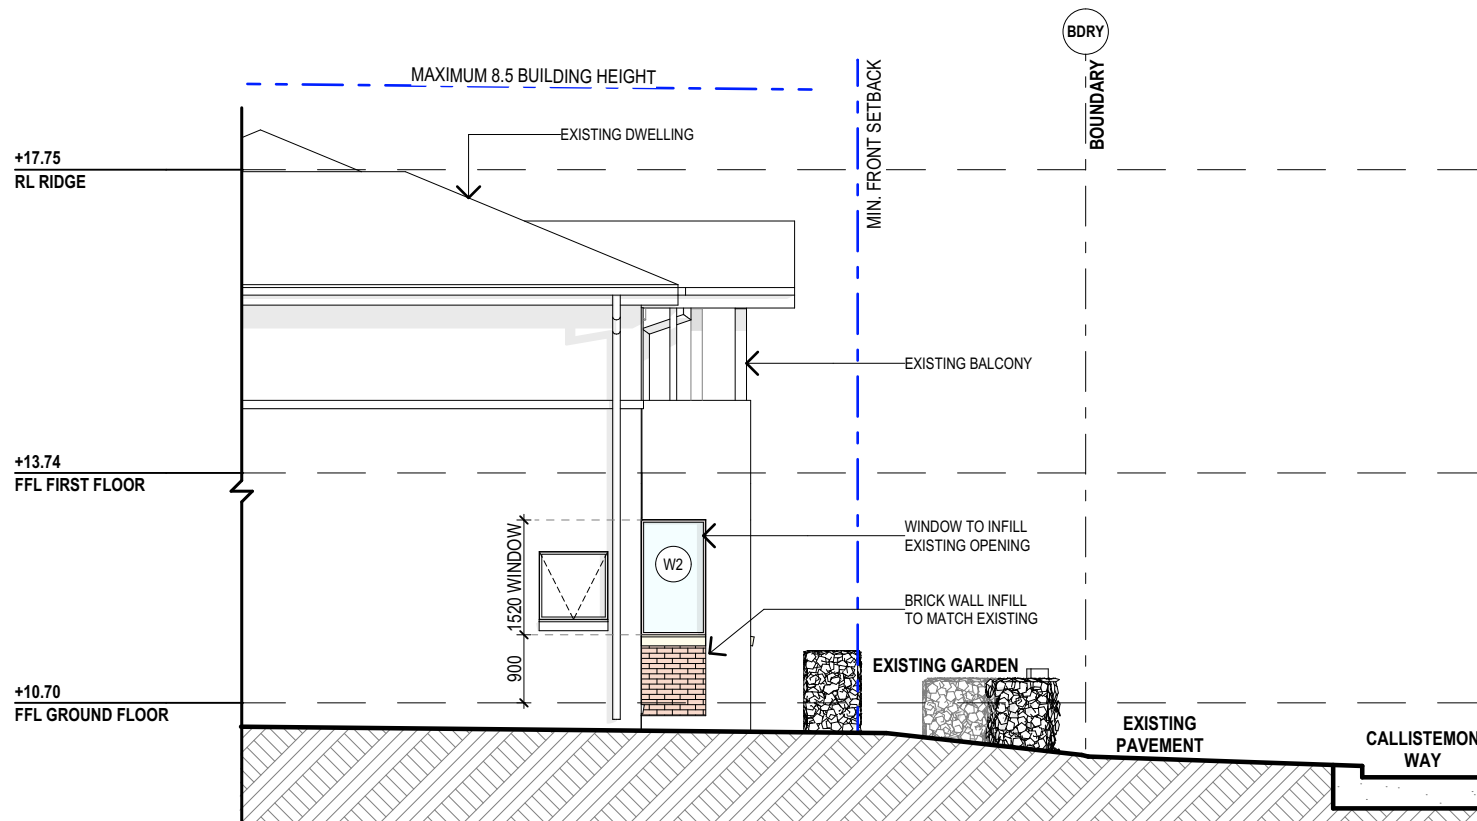 BDRY
MAXIMUM 8.5 BUILDING HEIGHT
MIN. FRONT SETBACK
BOUNDARY
EXISTING DWELLING
+17.75
RL RIDGE
EXISTING BALCONY
+13.74
FFL FIRST FLOOR
1520 WINDOW
W2
WINDOW TO INFILL
EXISTING OPENING
BRICK WALL INFILL
TO MATCH EXISTING
900
EXISTING GARDEN
+10.70
FFL GROUND FLOOR
EXISTING
PAVEMENT
CALLISTEMON
WAY